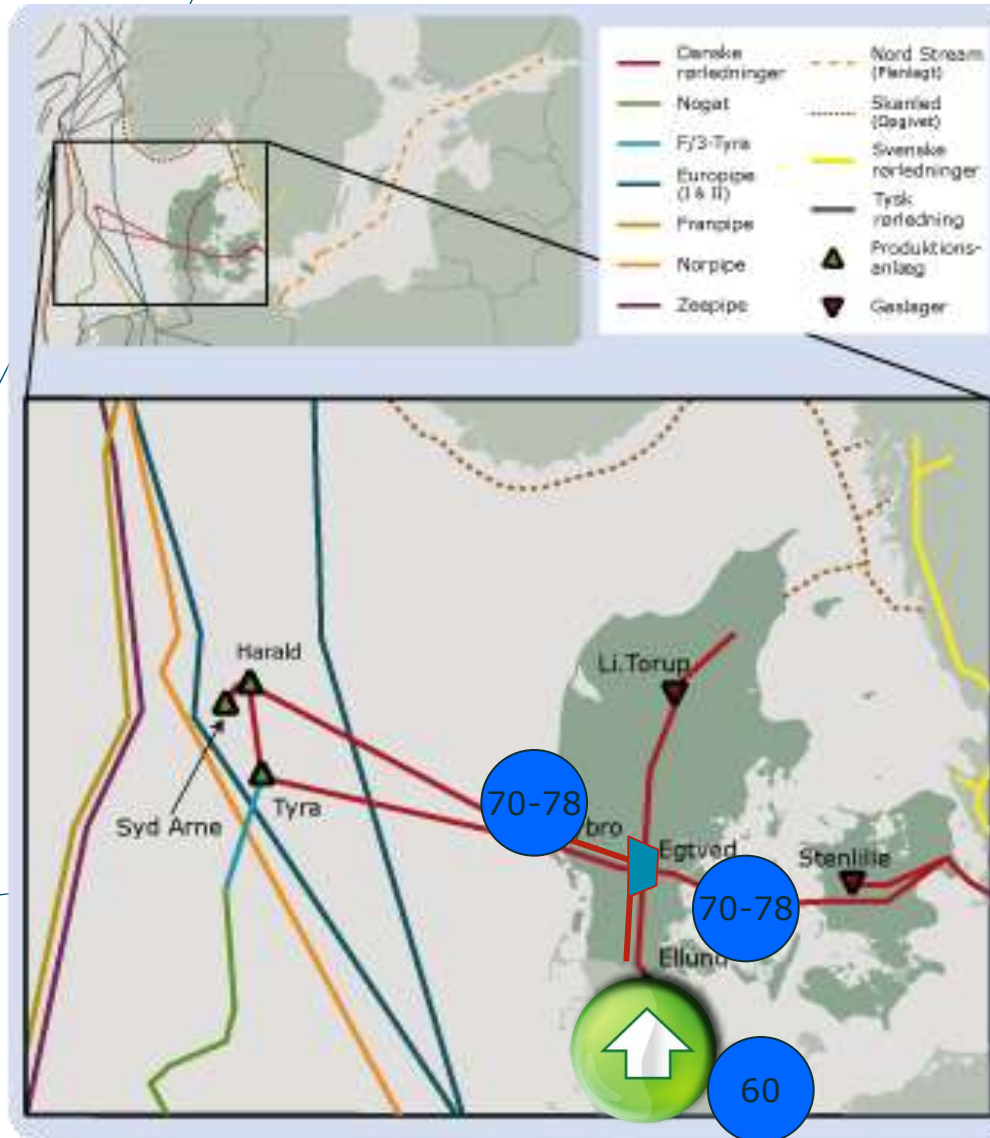 Danske
rørledninger
Nogat
F/3-Tyra
Europipe
(I & II)
Franpipe
Norpipe
Zeepipe
Nord Stream
(Planlagt)
Skanled
(Opgivet)
Svenske
rørledninger
Tysk
rørledning
Produktions-
anlæg
Gaslager
Harald
Li.Torup
Syd Arne
Tyra
70-78
bro
Egtved
Stenlille
70-78
Ellund
60